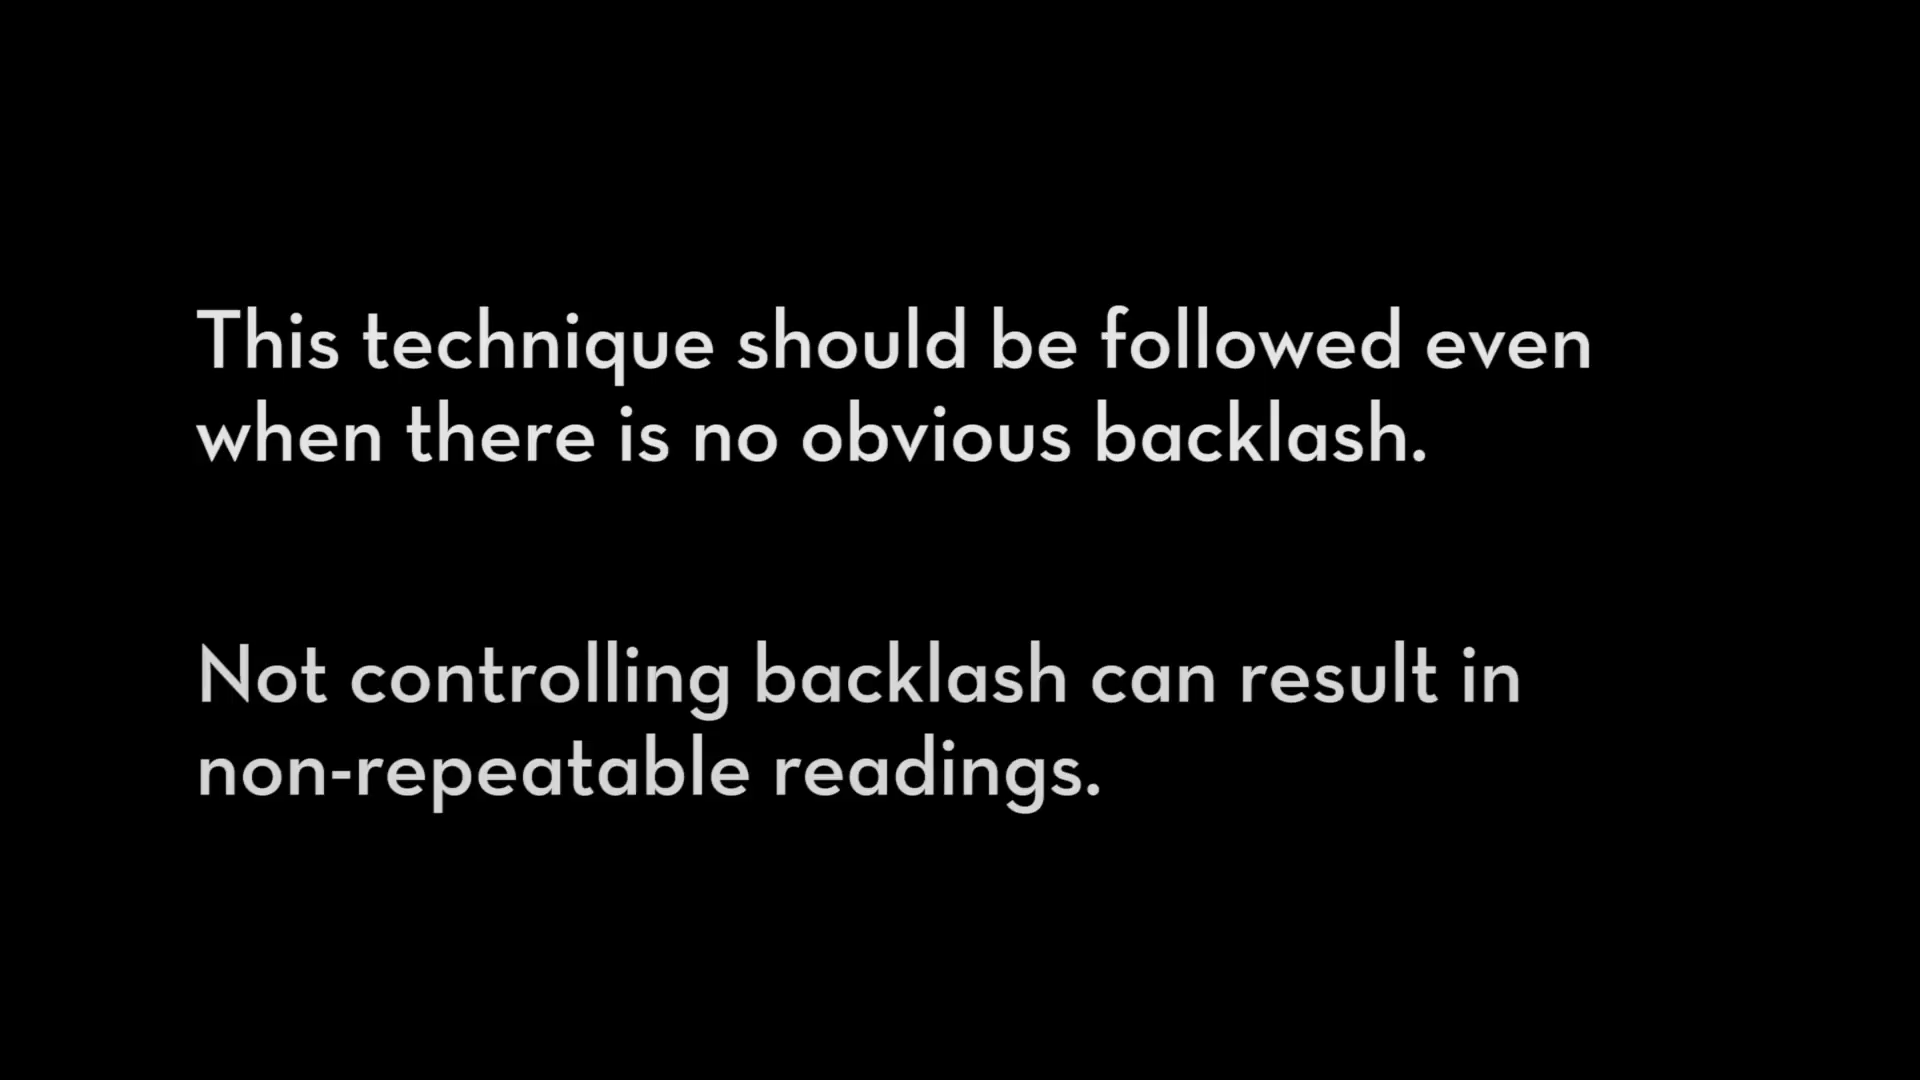 This technique should be followed even
when there is no obvious backlash.
Not controlling backlash can result in
non-repeatable readings.